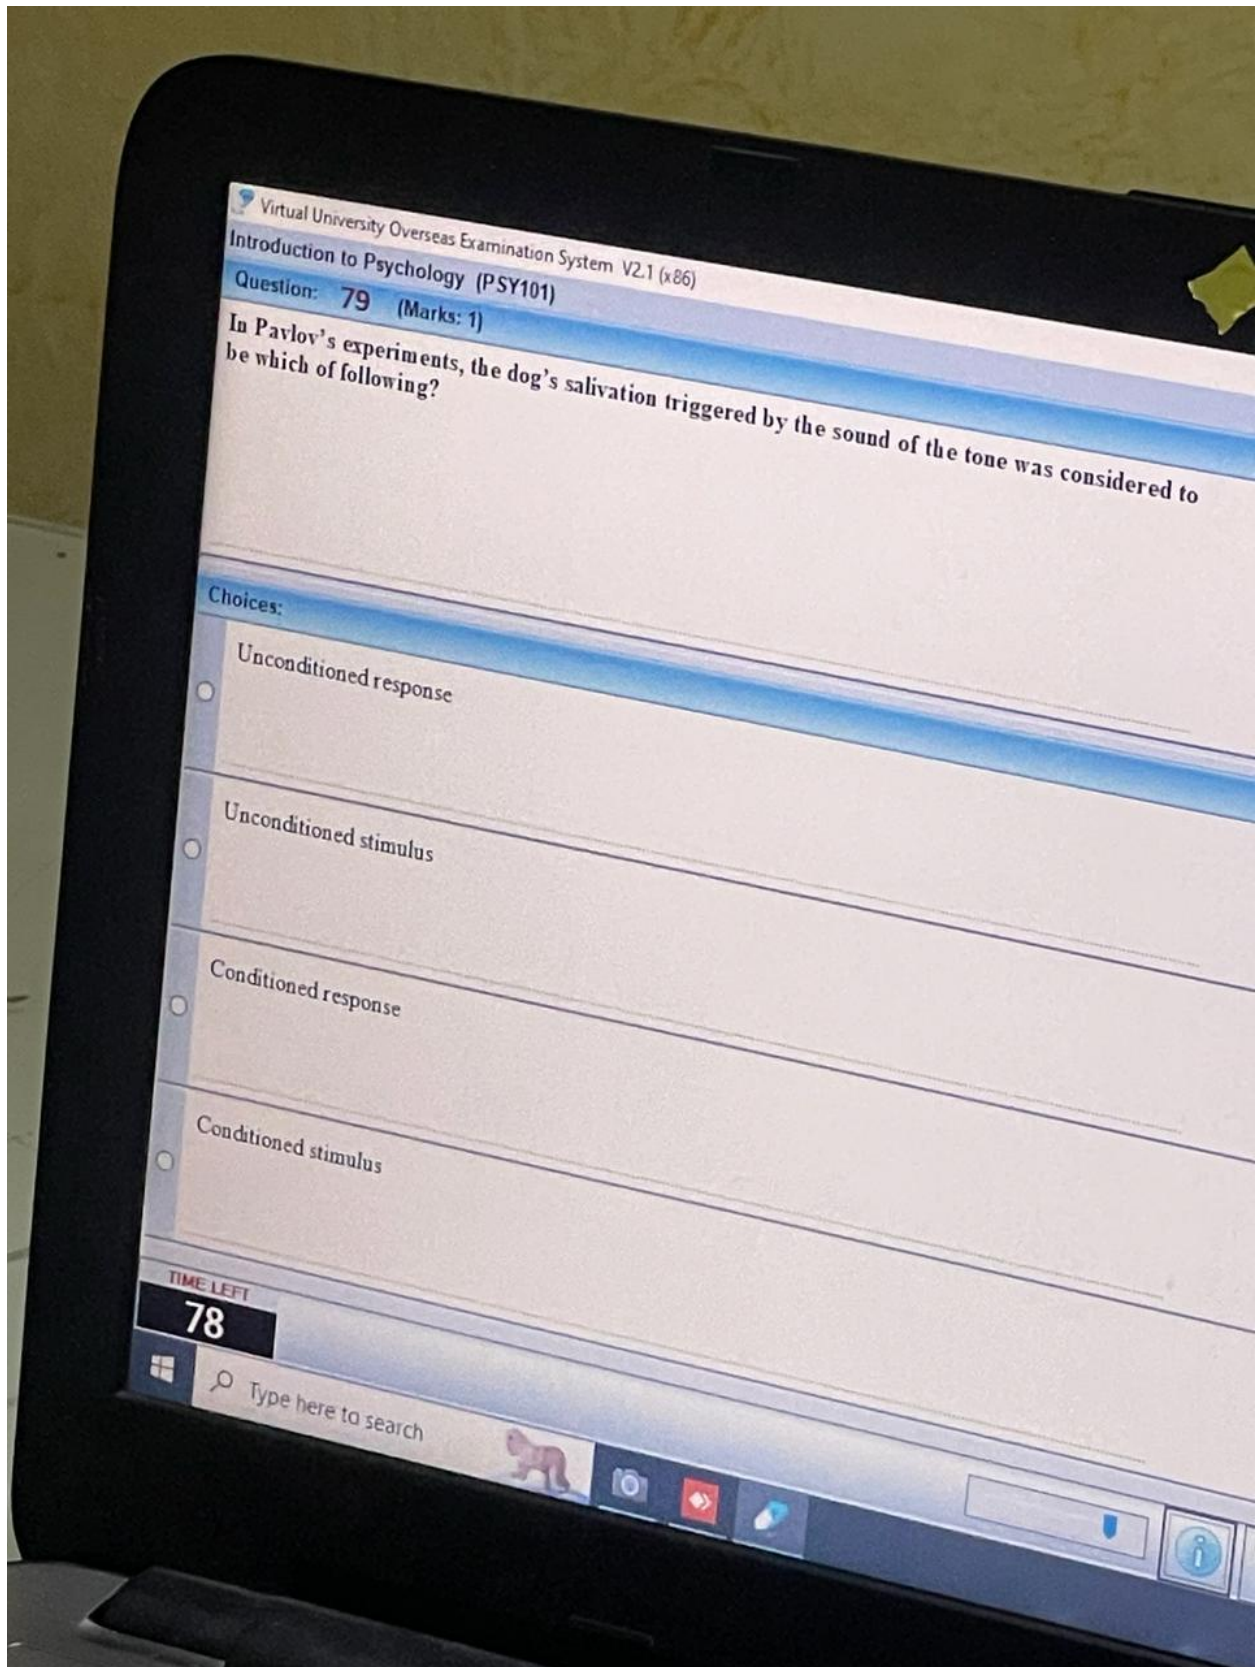 Virtual University Overseas Examination System V2.1 (x86)
Introduction to Psychology (PSY101)
Question: 79 (Marks: 1)
In Pavlov's experiments, the dog's salivation triggered by the sound of the tone was considered to
be which of following?
Choices:
Unconditioned response
Unconditioned stimulus
Conditioned response
Conditioned stimulus
TIME LEFT
78
Type here to search